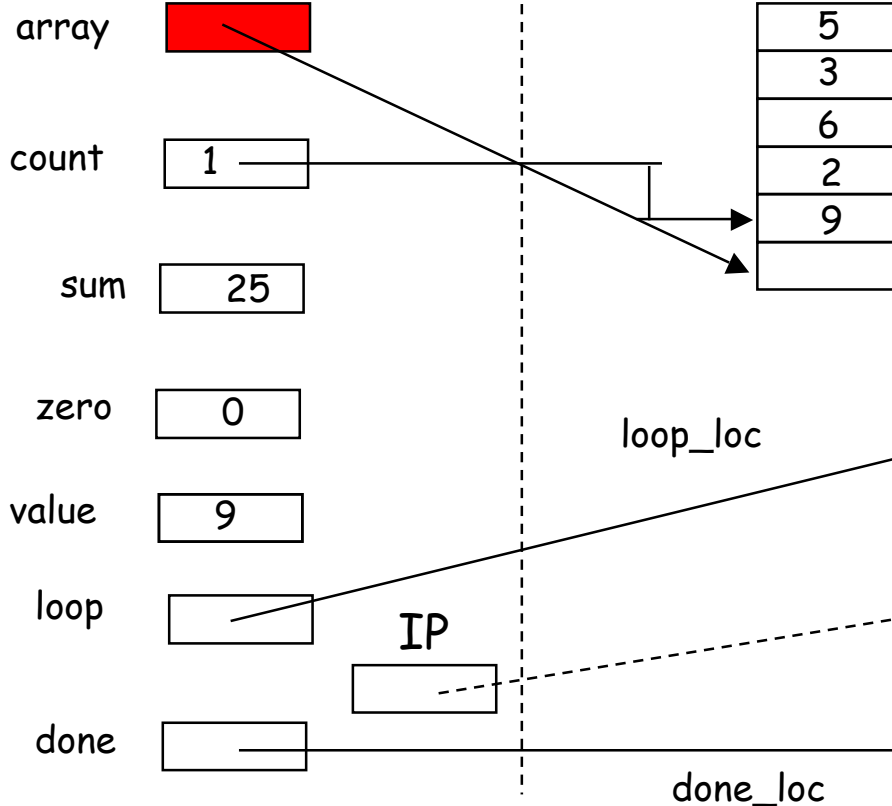 array
5
3
count 1
6
2
9
sum 25
zero 0
loop_loc
value 9
loop
IP
done
done_loc